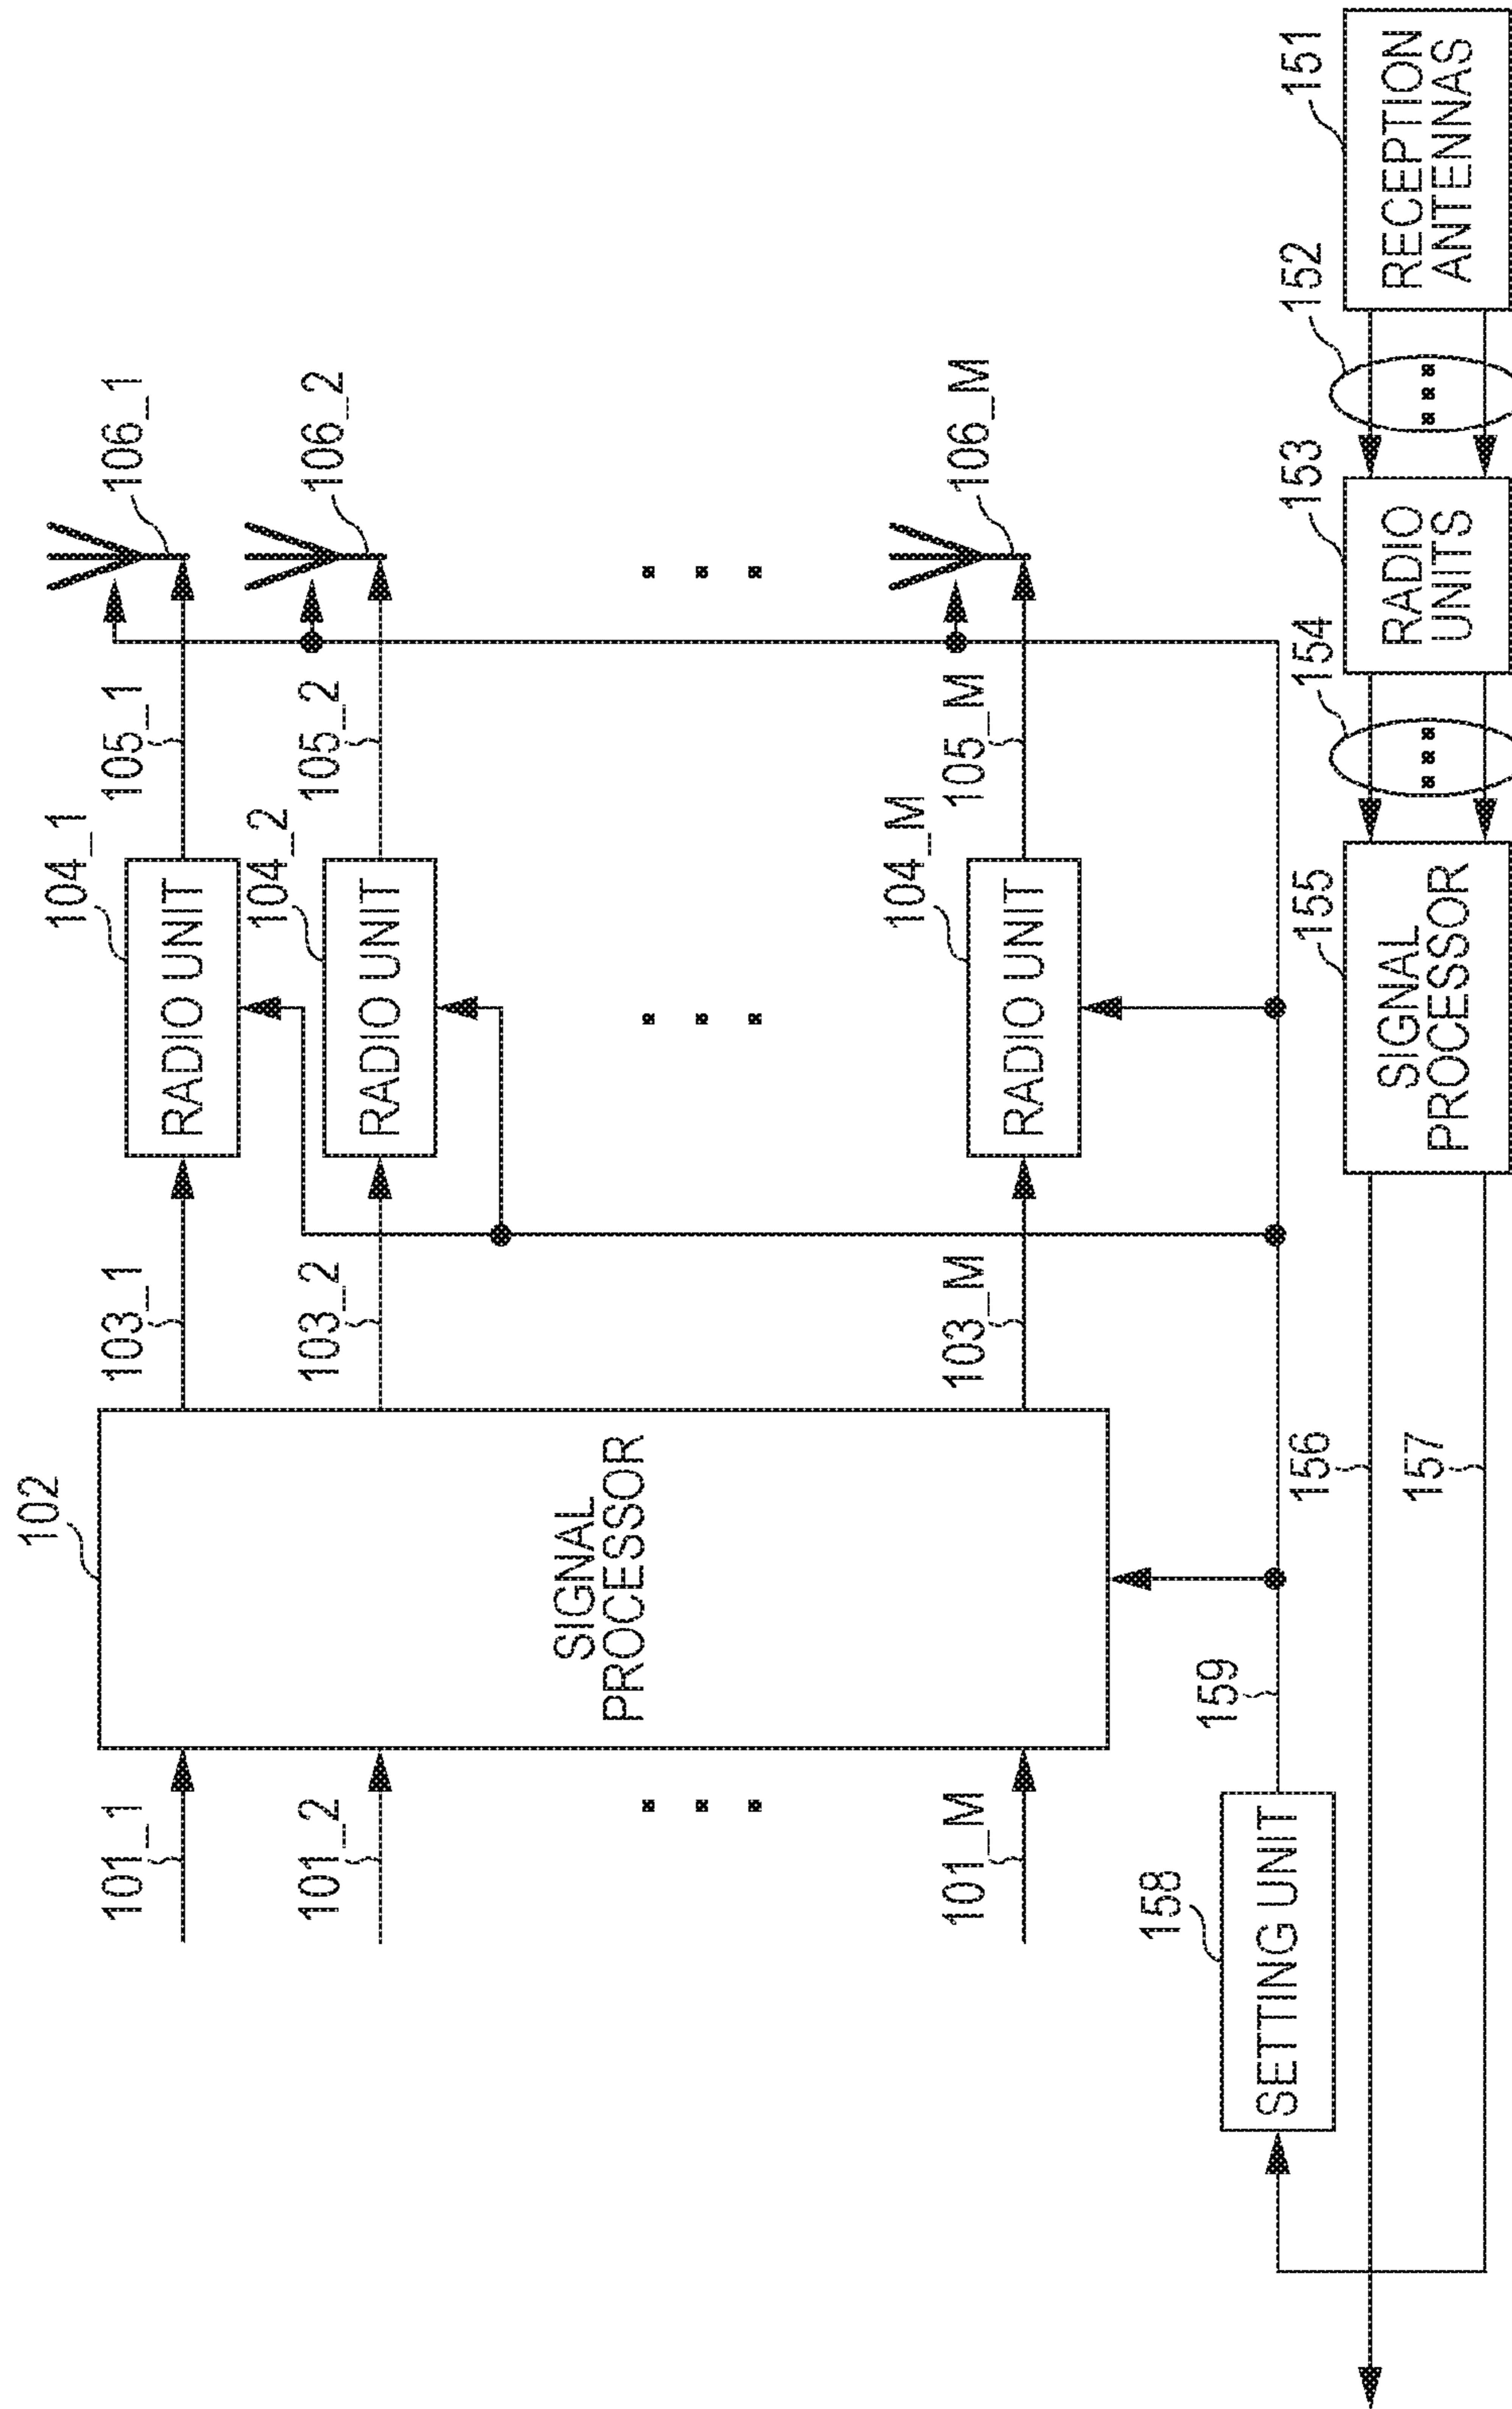 102
101_1
SIGNAL
PROCESSOR
103_1
104_1
RADIO UNIT
105_1
106_1
101_2
103_2
104_2
RADIO UNIT
105_2
106_2
101_M
103_M
104_M
RADIO UNIT
105_M
106_M
158
SETTING UNIT
159
156
157
155
SIGNAL
PROCESSOR
154
153
RADIO
UNITS
152
151
RECEPTION
ANTENNAS